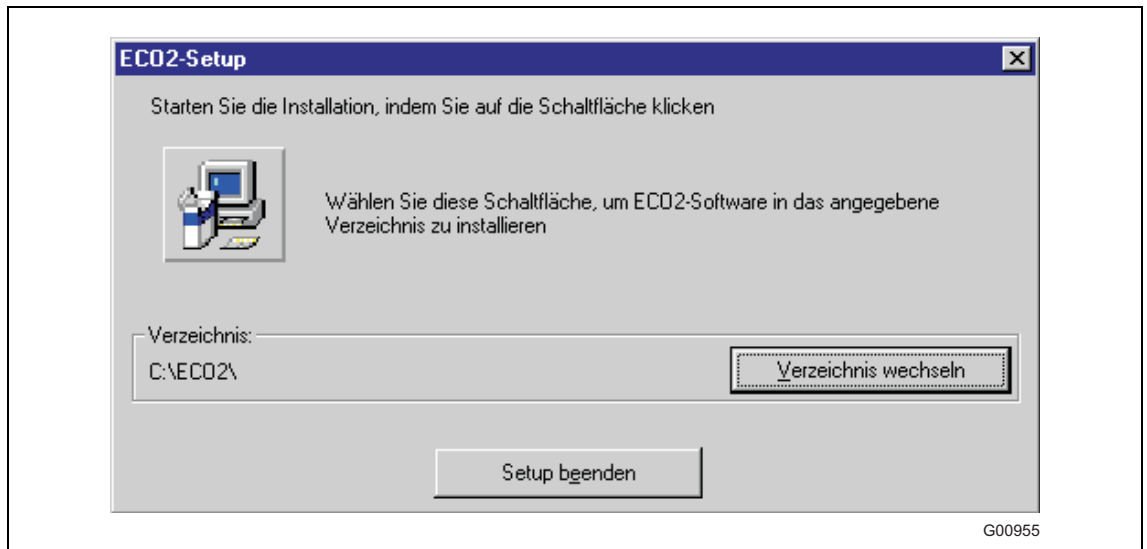 ECO2-Setup
Starten Sie die Installation, indem Sie auf die Schaltfläche klicken
Wählen Sie diese Schaltfläche, um ECO2-Software in das angegebene
Verzeichnis zu installieren
Verzeichnis:
C:\ECO2\
Verzeichnis wechseln
Setup beenden
G00955